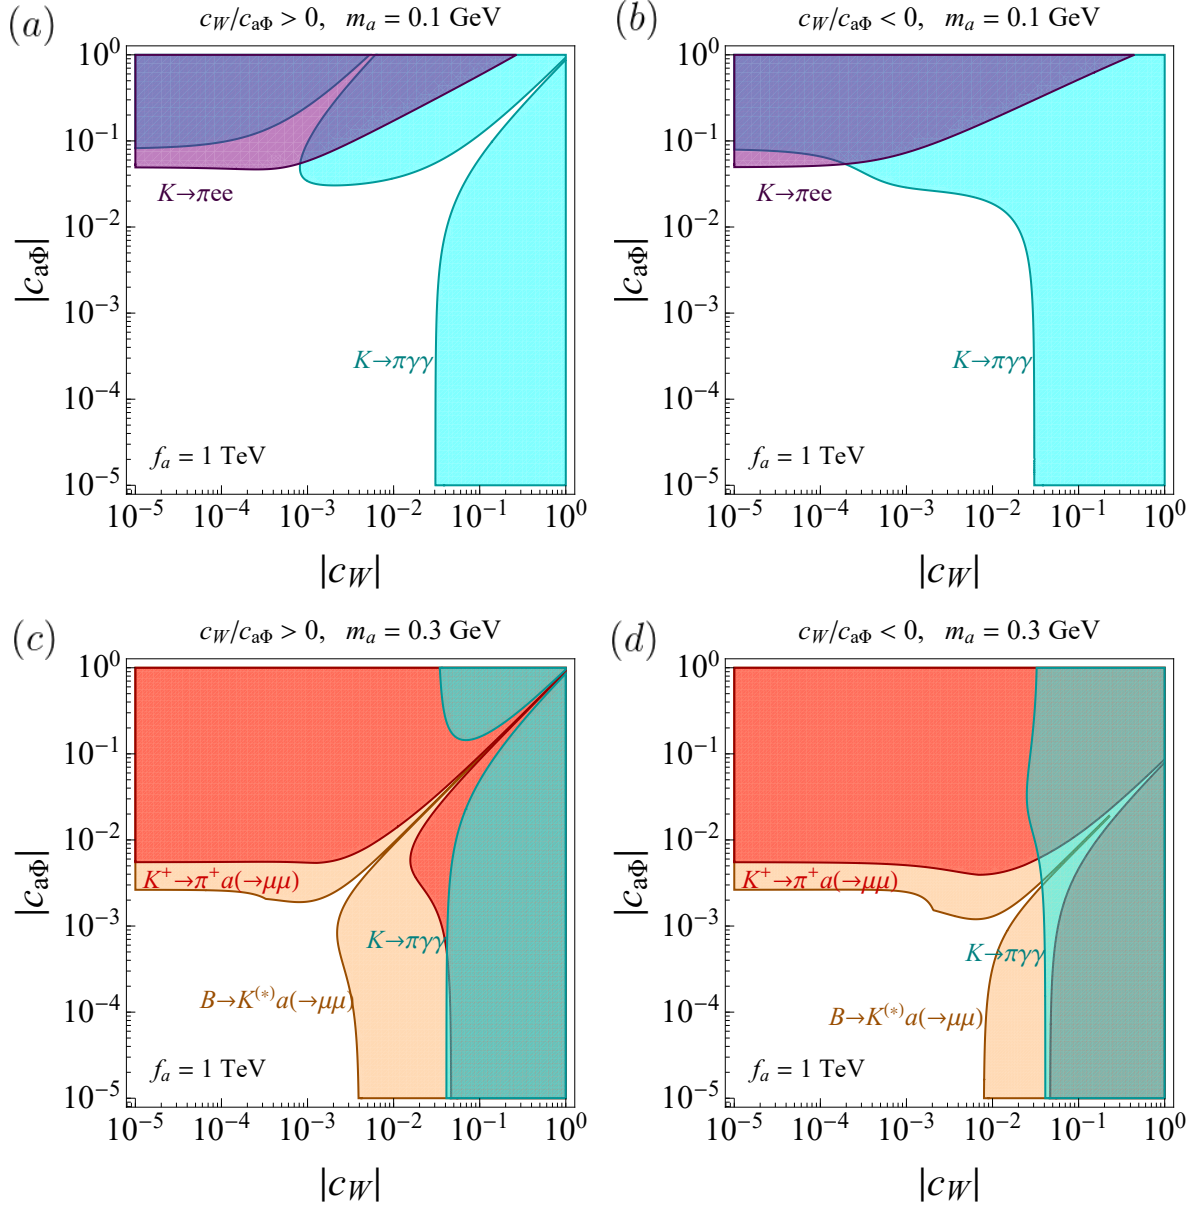 (a) c_W/c_aΦ > 0, m_a = 0.1 GeV
|c_aΦ|
10^0
10^-1
10^-2
10^-3
10^-4
10^-5
K→πee
K→πγγ
f_a = 1 TeV
10^-5 10^-4 10^-3 10^-2 10^-1 10^0
|c_W|
(b) c_W/c_aΦ < 0, m_a = 0.1 GeV
|c_aΦ|
10^0
10^-1
10^-2
10^-3
10^-4
10^-5
K→πee
K→πγγ
f_a = 1 TeV
10^-5 10^-4 10^-3 10^-2 10^-1 10^0
|c_W|
(c) c_W/c_aΦ > 0, m_a = 0.3 GeV
|c_aΦ|
10^0
10^-1
10^-2
10^-3
10^-4
10^-5
K^+→π^+a(→μμ)
K→πγγ
B→K^(*)a(→μμ)
f_a = 1 TeV
10^-5 10^-4 10^-3 10^-2 10^-1 10^0
|c_W|
(d) c_W/c_aΦ < 0, m_a = 0.3 GeV
|c_aΦ|
10^0
10^-1
10^-2
10^-3
10^-4
10^-5
K^+→π^+a(→μμ)
K→πγγ
B→K^(*)a(→μμ)
f_a = 1 TeV
10^-5 10^-4 10^-3 10^-2 10^-1 10^0
|c_W|